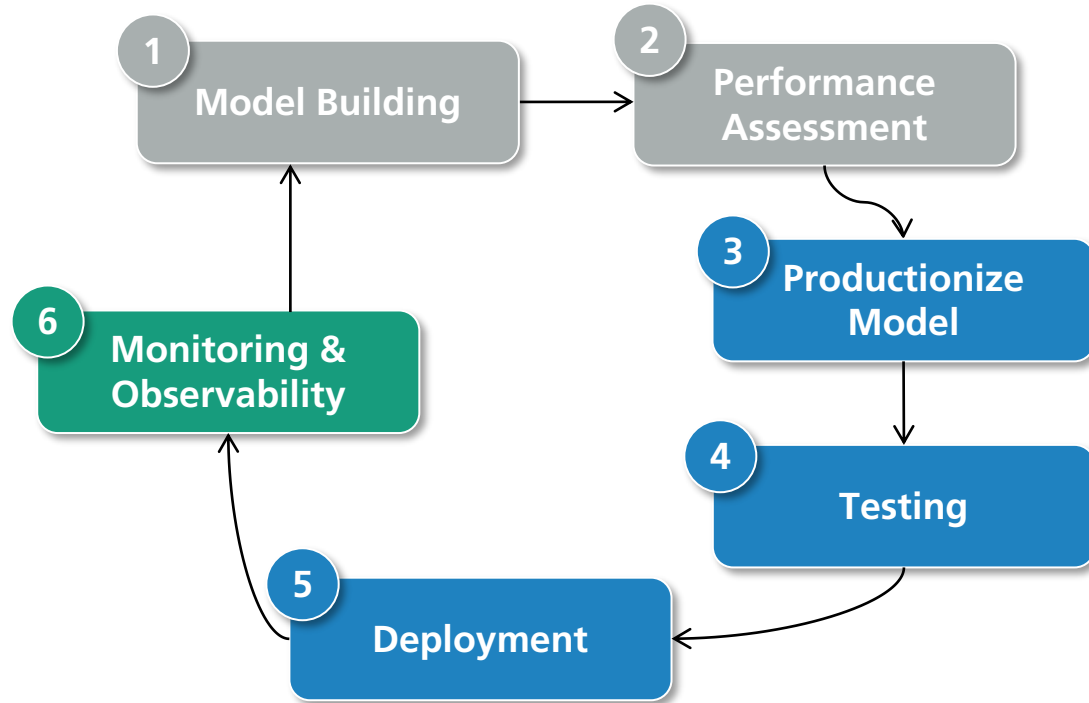 1
Model Building
2
Performance
Assessment
3
Productionize
Model
4
Testing
5
Deployment
6
Monitoring &
Observability